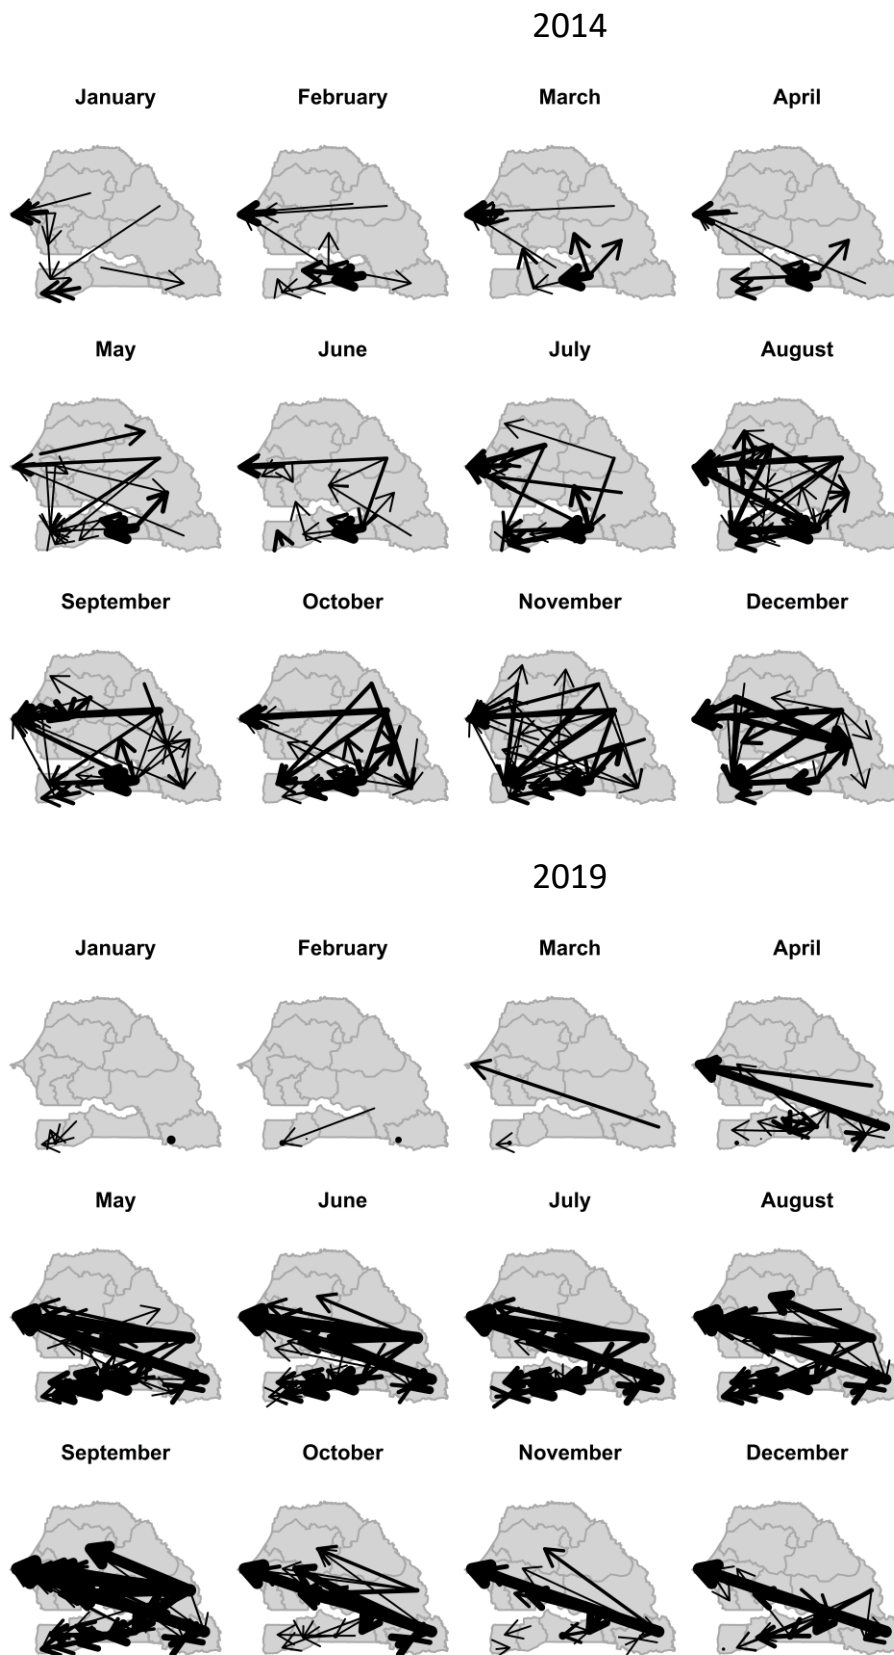 2014
January February March April
May June July August
September October November December
2019
January February March April
May June July August
September October November December